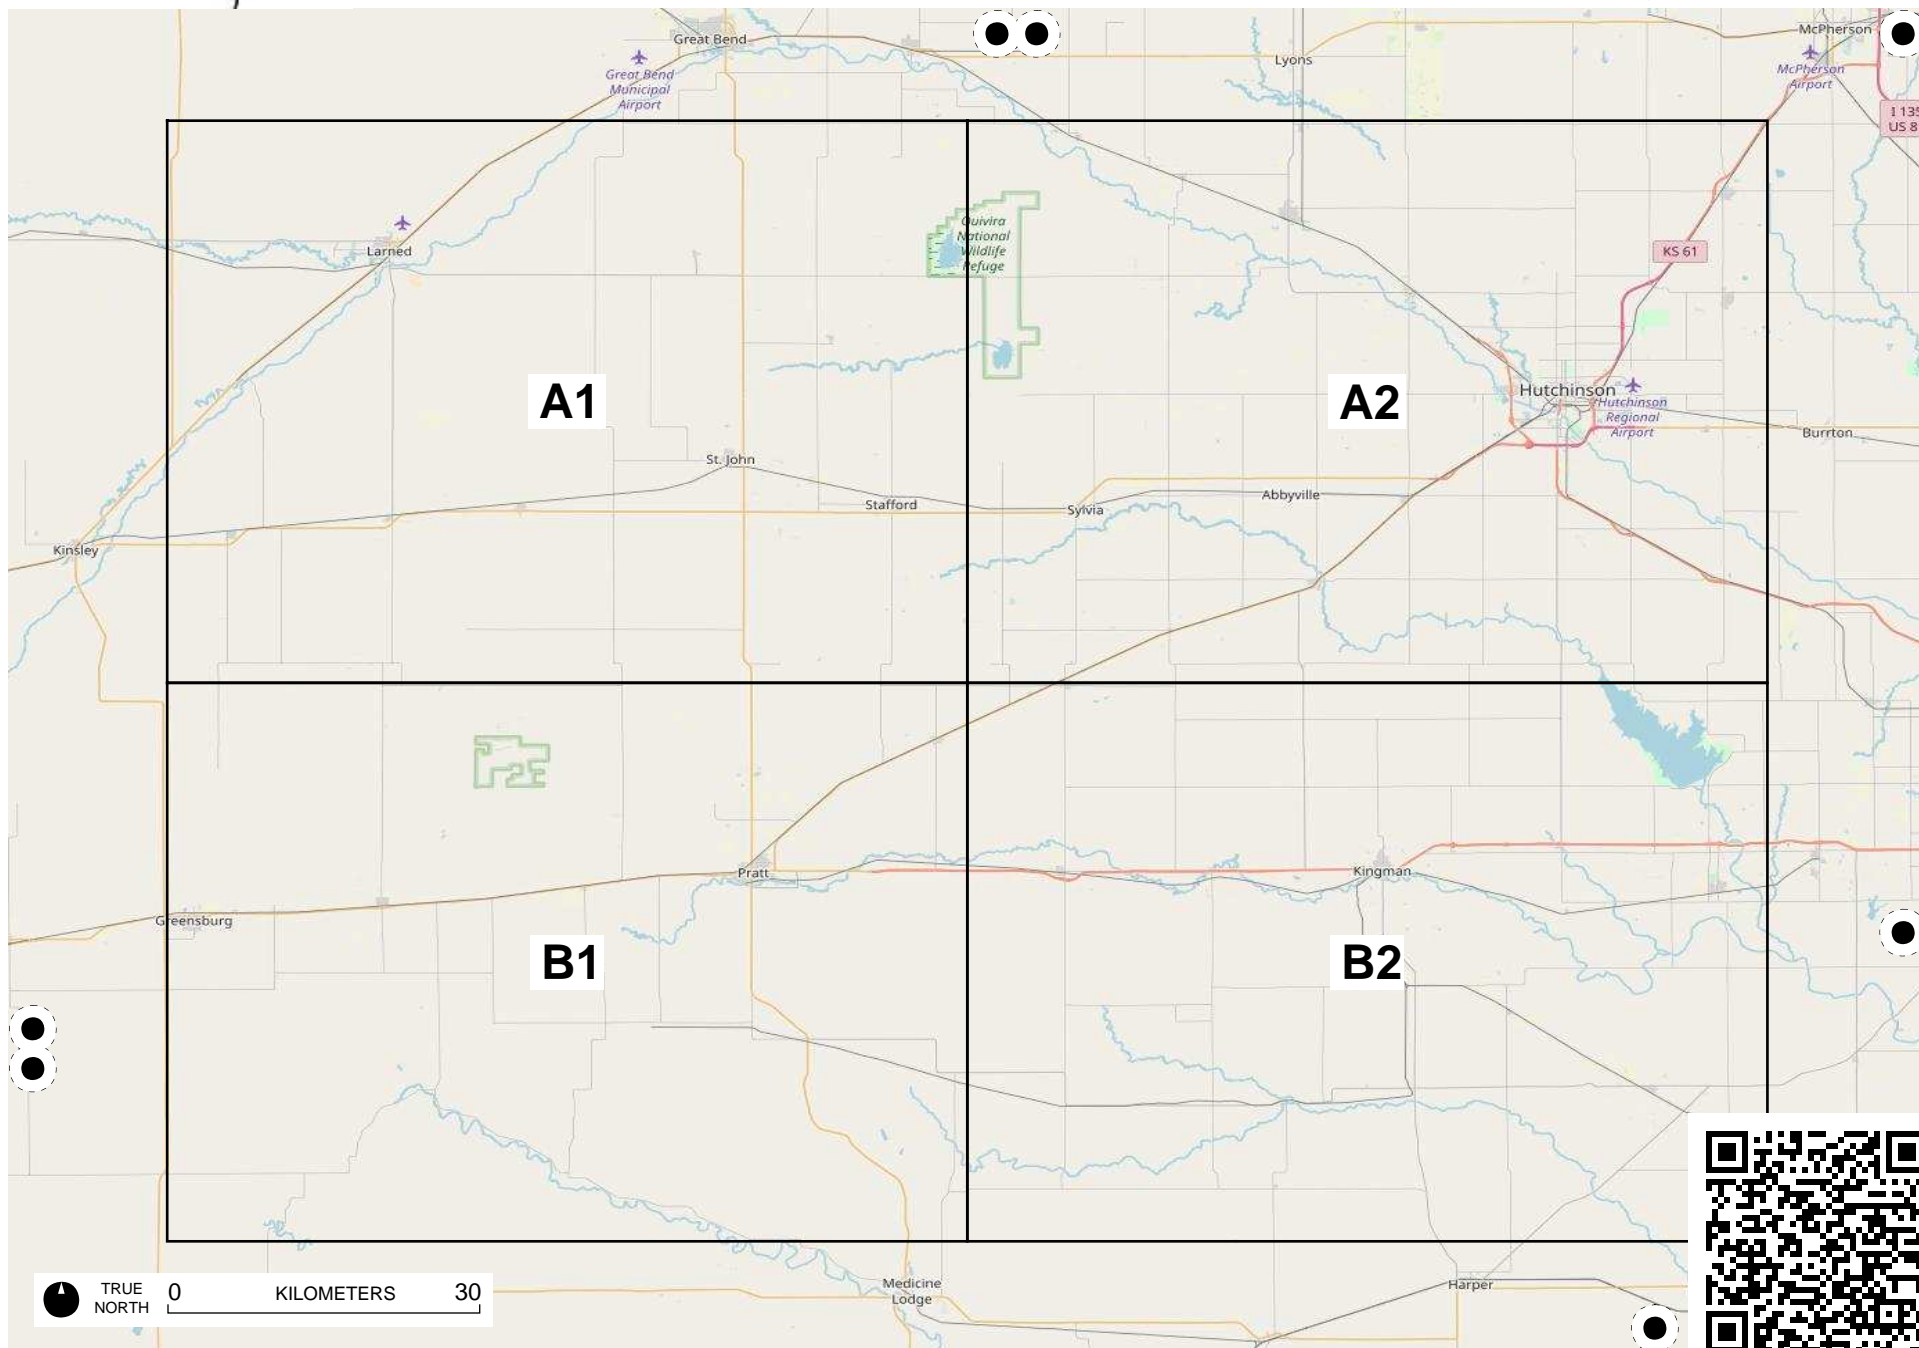 Great Bend
Great Bend
Municipal
Airport
Lyons
McPherson
McPherson
Airport
I 135
US 8
Larned
Quivira
National
Wildlife
Refuge
KS 61
A1
A2
Hutchinson
Hutchinson
Regional
Airport
Burrton
St. John
Stafford
Sylvia
Abbyville
Kinsley
Pratt
Kingman
Greensburg
B1
B2
TRUE
NORTH
0 KILOMETERS 30
Medicine
Lodge
Harper